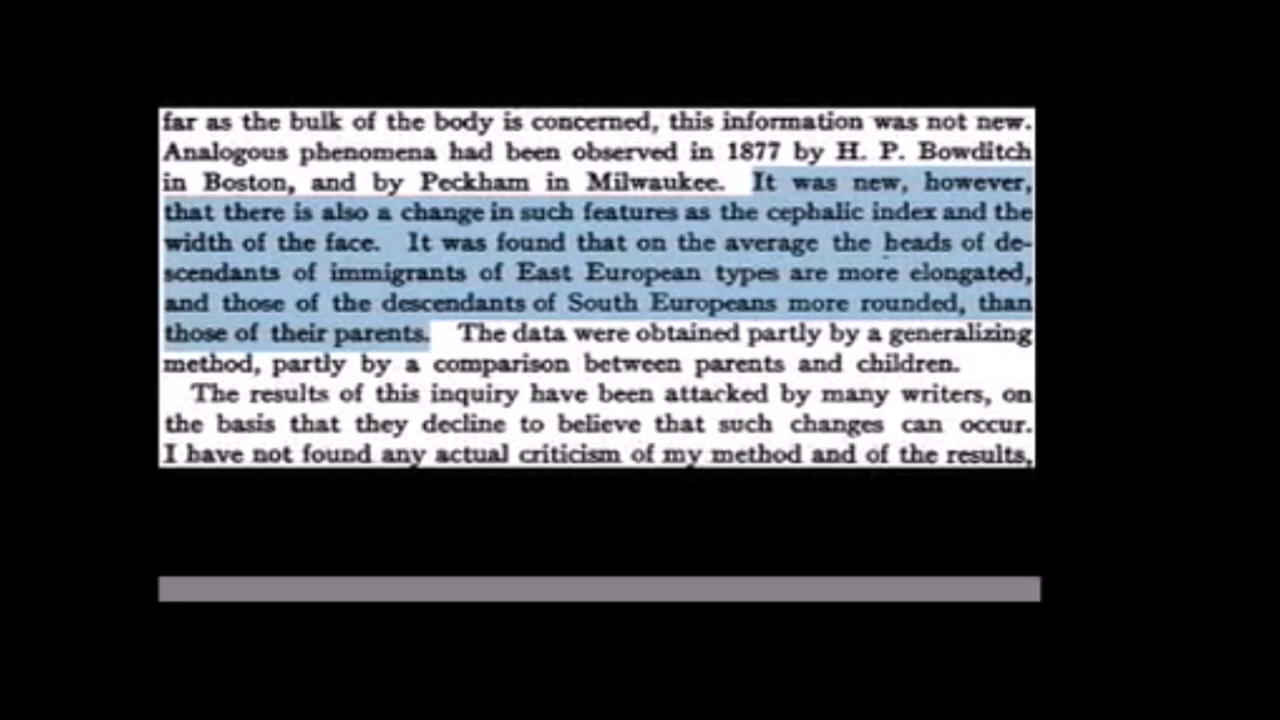 far as the bulk of the body is concerned, this information was not new.
Analogous phenomena had been observed in 1877 by H. P. Bowditch
in Boston, and by Peckham in Milwaukee. It was new, however,
that there is also a change in such features as the cephalic index and the
width of the face. It was found that on the average the heads of de-
scendants of immigrants of East European types are more elongated,
and those of the descendants of South Europeans more rounded, than
those of their parents. The data were obtained partly by a generalizing
method, partly by a comparison between parents and children.
The results of this inquiry have been attacked by many writers, on
the basis that they decline to believe that such changes can occur.
I have not found any actual criticism of my method and of the results,